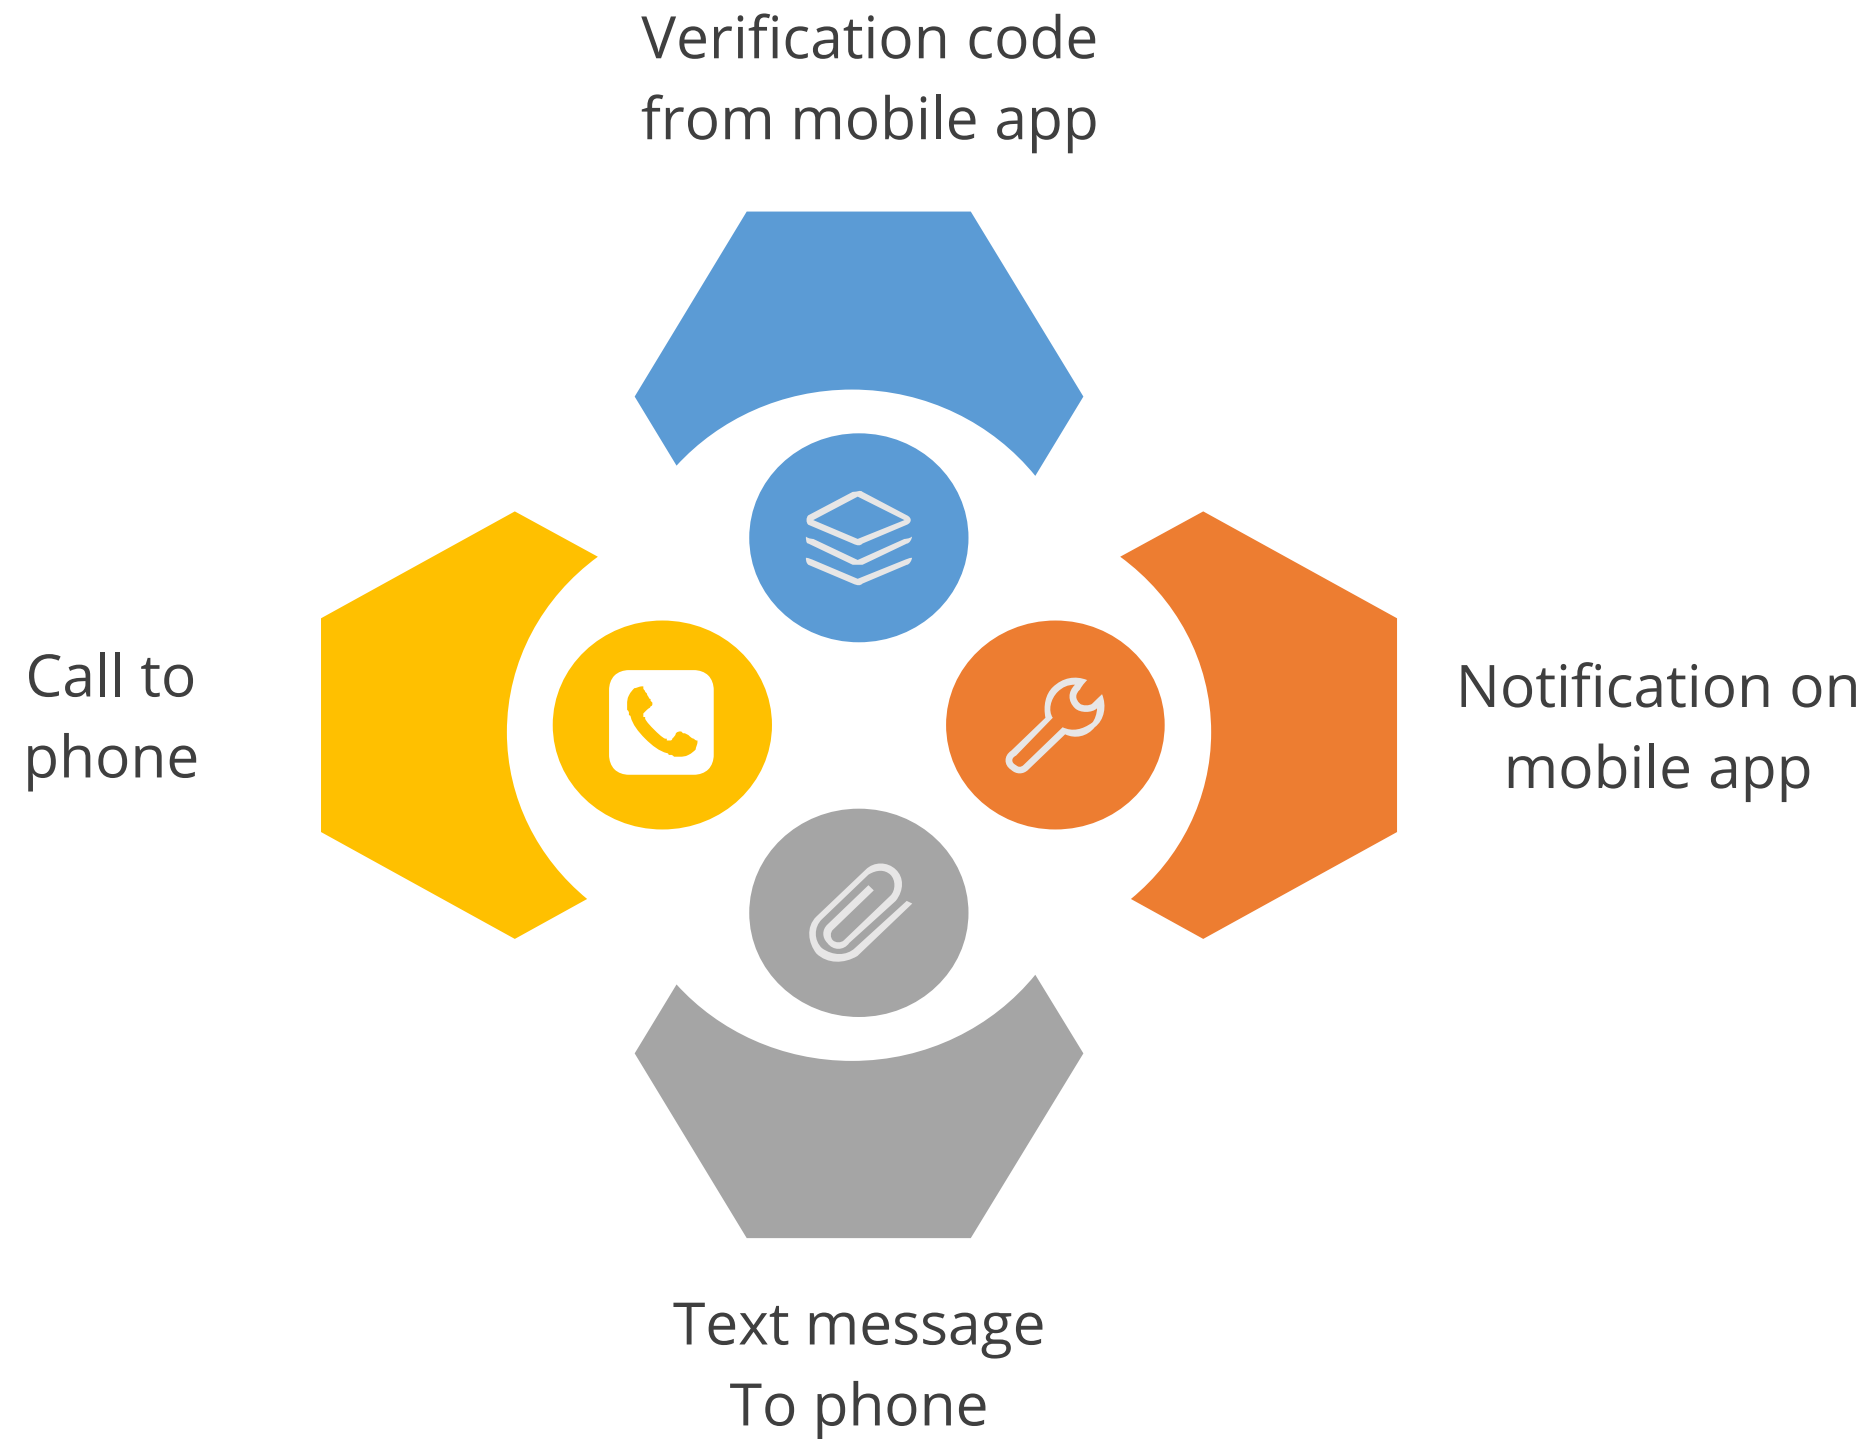 Verification code
from mobile app
Call to
phone
Notification on
mobile app
Text message
To phone